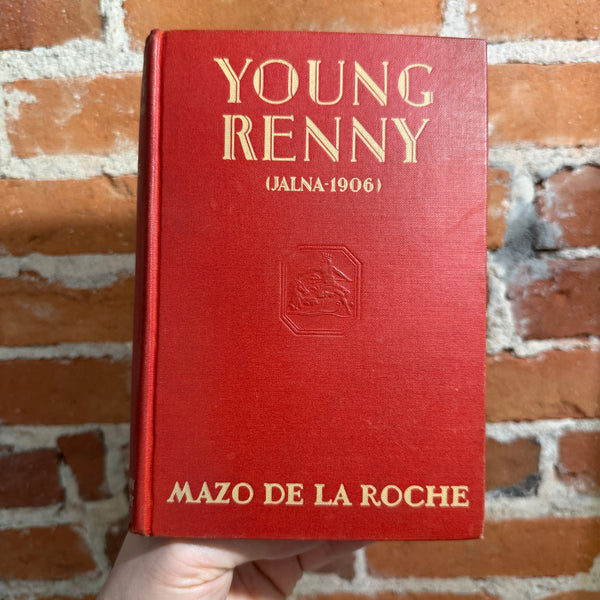 YOUNG
RENNY
(JALNA-1906)
MAZO DE LA ROCHE